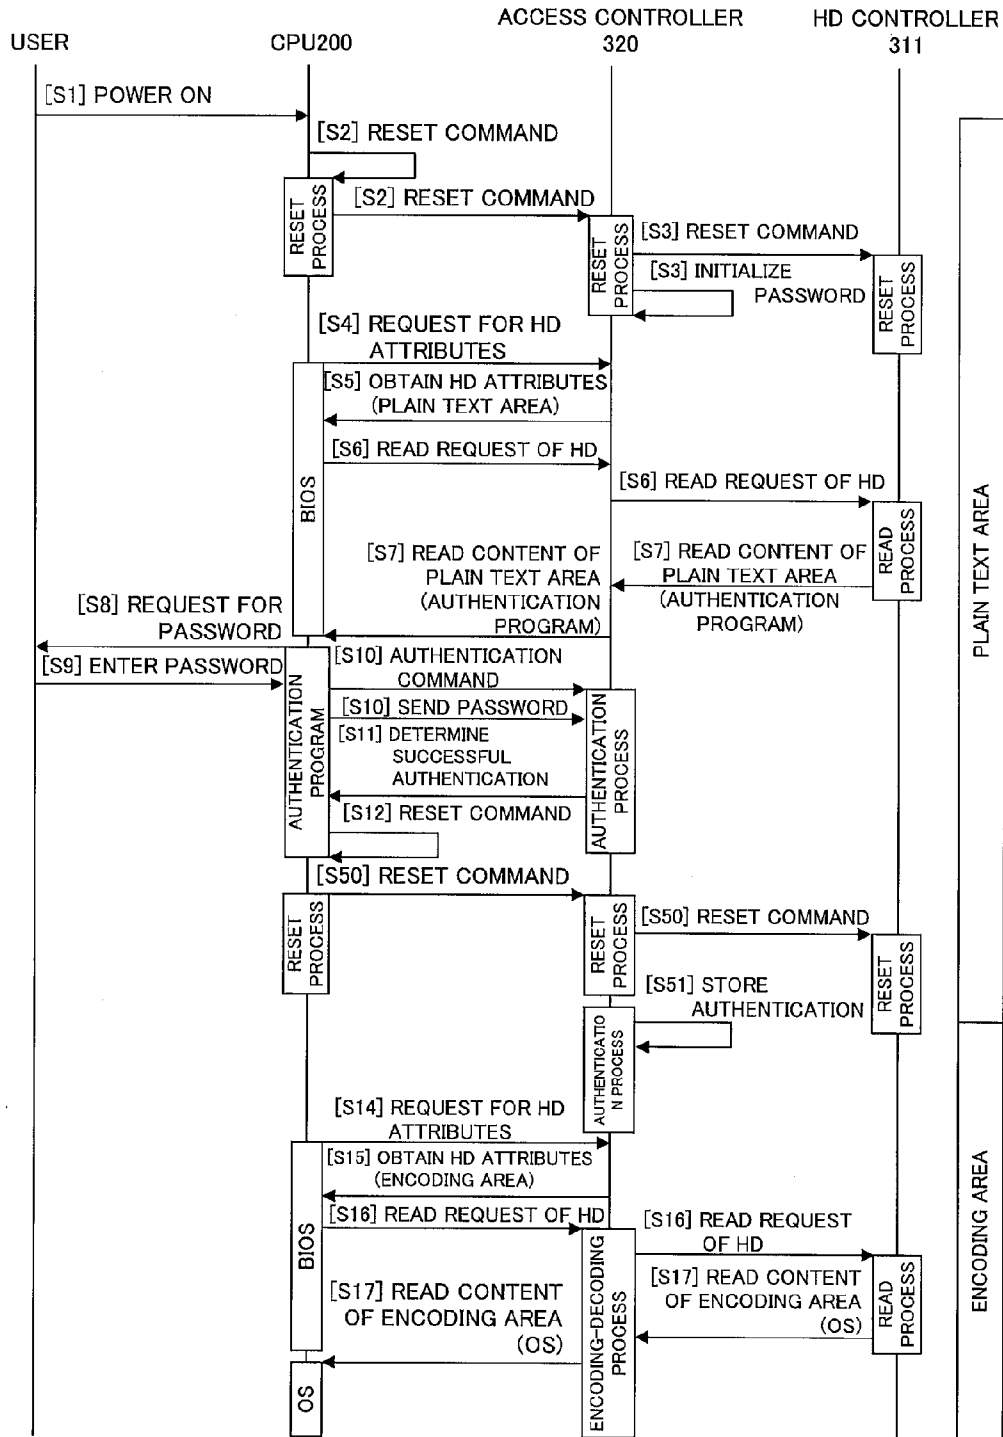 ACCESS CONTROLLER
HD CONTROLLER
USER
CPU200
320
311
[S1] POWER ON
[S2] RESET COMMAND
RESET
PROCESS
[S2] RESET COMMAND
RESET
PROCESS
[S3] RESET COMMAND
[S3] INITIALIZE
PASSWORD
RESET
PROCESS
[S4] REQUEST FOR HD
ATTRIBUTES
[S5] OBTAIN HD ATTRIBUTES
(PLAIN TEXT AREA)
[S6] READ REQUEST OF HD
BIOS
[S6] READ REQUEST OF HD
READ
PROCESS
[S7] READ CONTENT OF
PLAIN TEXT AREA
(AUTHENTICATION
PROGRAM)
[S7] READ CONTENT OF
PLAIN TEXT AREA
(AUTHENTICATION
PROGRAM)
PLAIN TEXT AREA
[S8] REQUEST FOR
PASSWORD
[S9] ENTER PASSWORD
AUTHENTICATION
PROGRAM
[S10] AUTHENTICATION
COMMAND
[S10] SEND PASSWORD
[S11] DETERMINE
SUCCESSFUL
AUTHENTICATION
AUTHENTICATION
PROCESS
[S12] RESET COMMAND
[S50] RESET COMMAND
RESET
PROCESS
RESET
PROCESS
[S50] RESET COMMAND
RESET
PROCESS
[S51] STORE
AUTHENTICATION
AUTHENTICATIO
N PROCESS
[S14] REQUEST FOR HD
ATTRIBUTES
[S15] OBTAIN HD ATTRIBUTES
(ENCODING AREA)
[S16] READ REQUEST OF HD
BIOS
ENCODING-DECODING
PROCESS
[S16] READ REQUEST
OF HD
[S17] READ CONTENT
OF ENCODING AREA
(OS)
READ
PROCESS
[S17] READ CONTENT
OF ENCODING AREA
(OS)
OS
ENCODING AREA